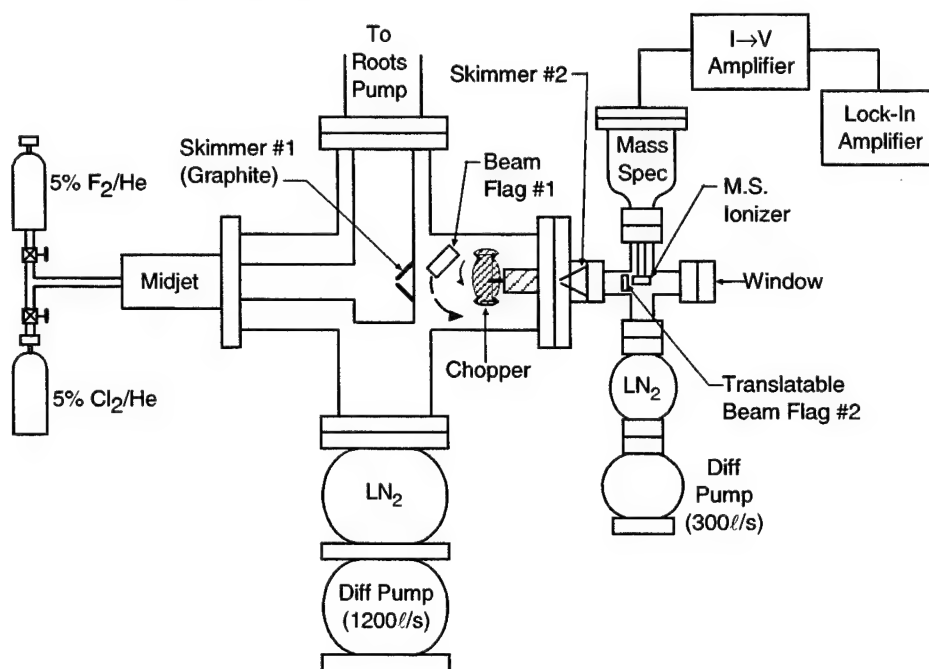 To
Roots
Pump
I→V
Amplifier
Skimmer #2
Lock-In
Amplifier
Mass
Spec
Skimmer #1
(Graphite)
Beam
Flag #1
5% F₂/He
M.S.
Ionizer
Midjet
Window
Chopper
5% Cl₂/He
LN₂
Translatable
Beam Flag #2
LN₂
Diff
Pump
(300ℓ/s)
Diff Pump
(1200ℓ/s)